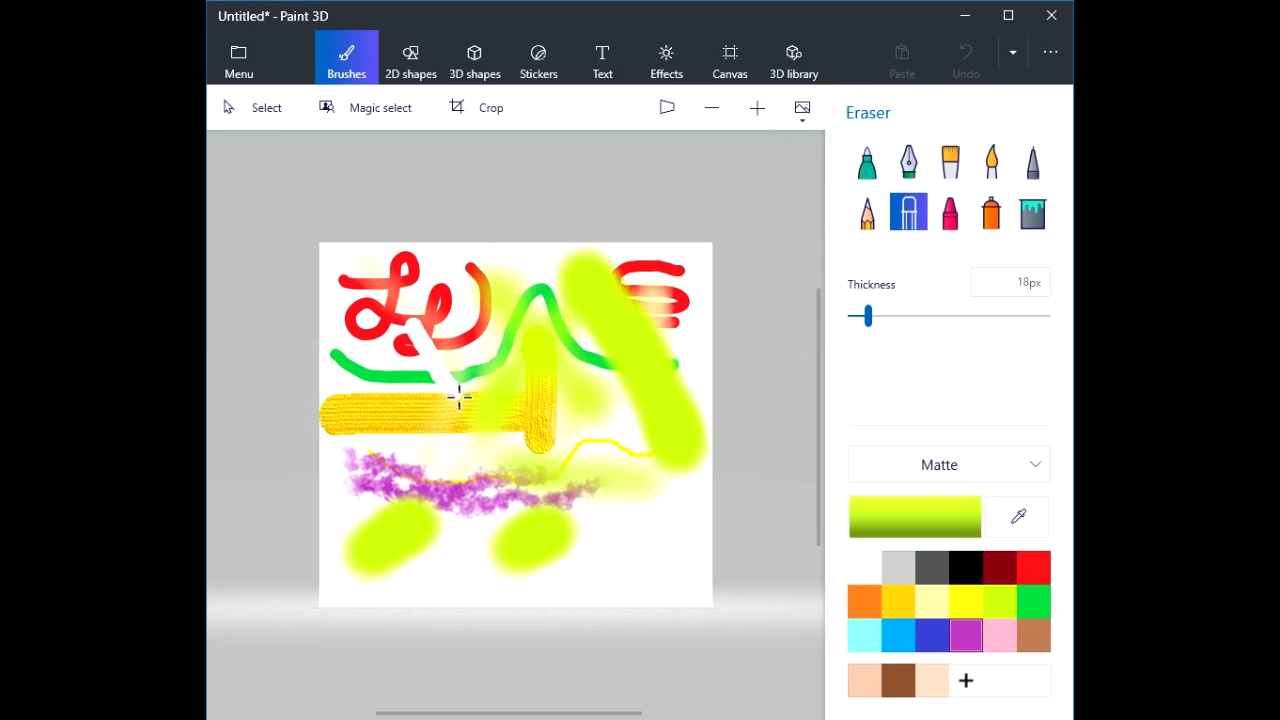 Untitled* - Paint 3D
Menu Brushes 2D shapes 3D shapes Stickers Text Effects Canvas 3D library Paste Undo
Select Magic select Crop
Eraser
Thickness 18px
Matte